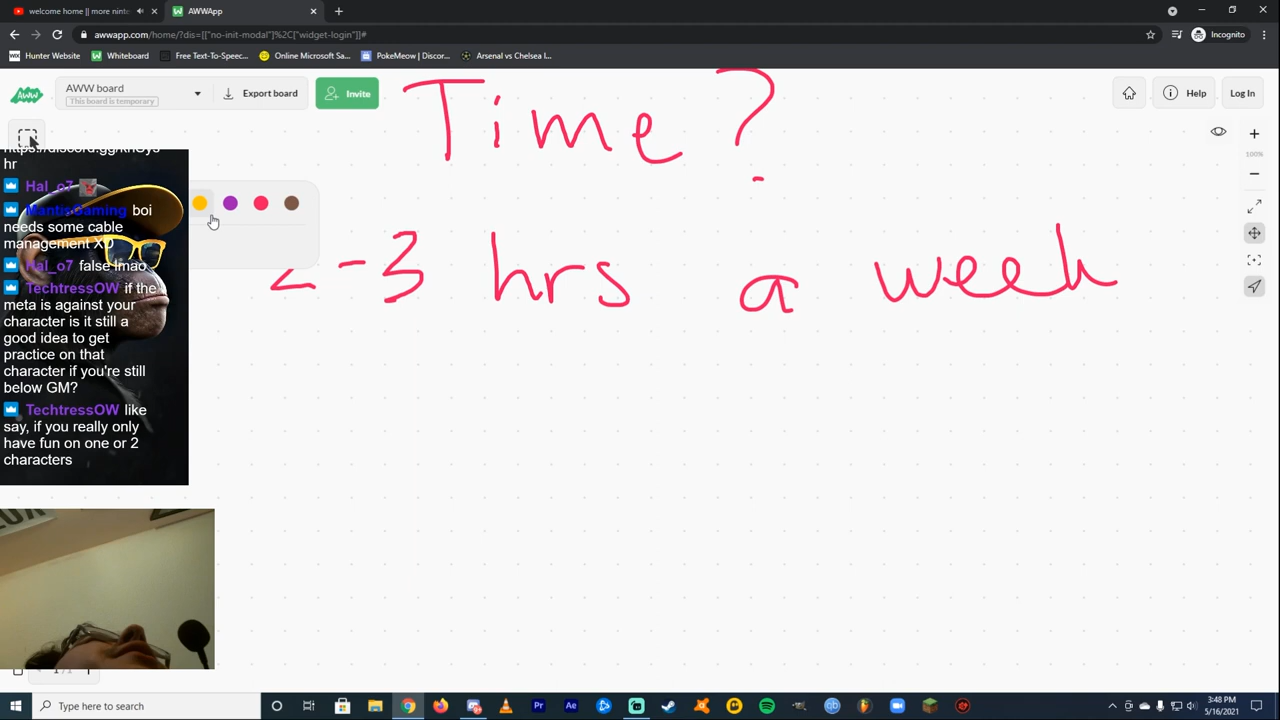 welcome home || more ninte
AWWApp
awwapp.com/home/?dis=[["no-init-modal"]%2C["widget-login"]]#
Incognito
Hunter Website
Whiteboard
Free Text-To-Speec...
Online Microsoft Sa...
PokeMeow | Discor...
Arsenal vs Chelsea l...
AWW
AWW board
This board is temporary
Export board
Invite
Help
Log In
100%
Time?
2-3 hrs a week
hr
Hal_o7
MantisGaming boi
needs some cable
management XD
Hal_o7 false lmao
TechtressOW if the
meta is against your
character is it still a
good idea to get
practice on that
character if you're still
below GM?
TechtressOW like
say, if you really only
have fun on one or 2
characters
Type here to search
Pr
Ae
3:48 PM
5/16/2021